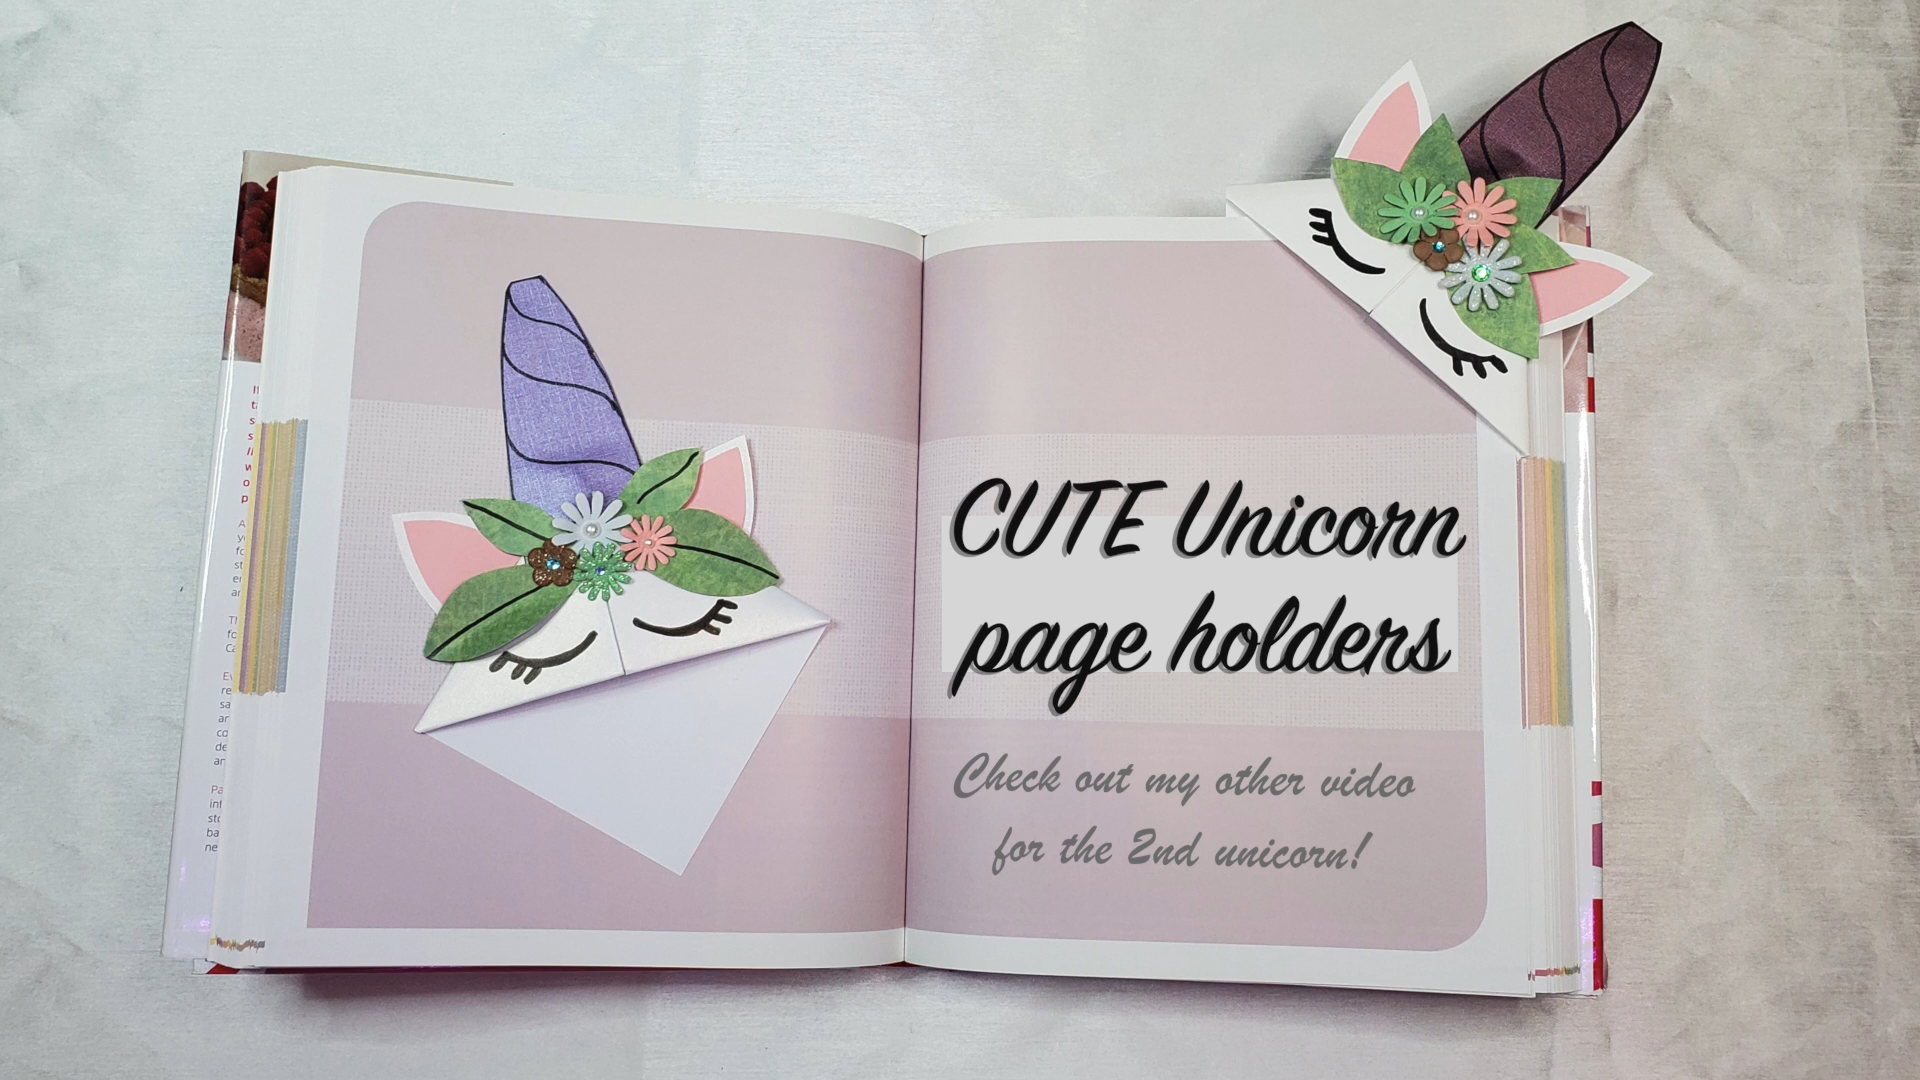 CUTE Unicorn
page holders
Check out my other video
for the 2nd unicorn!